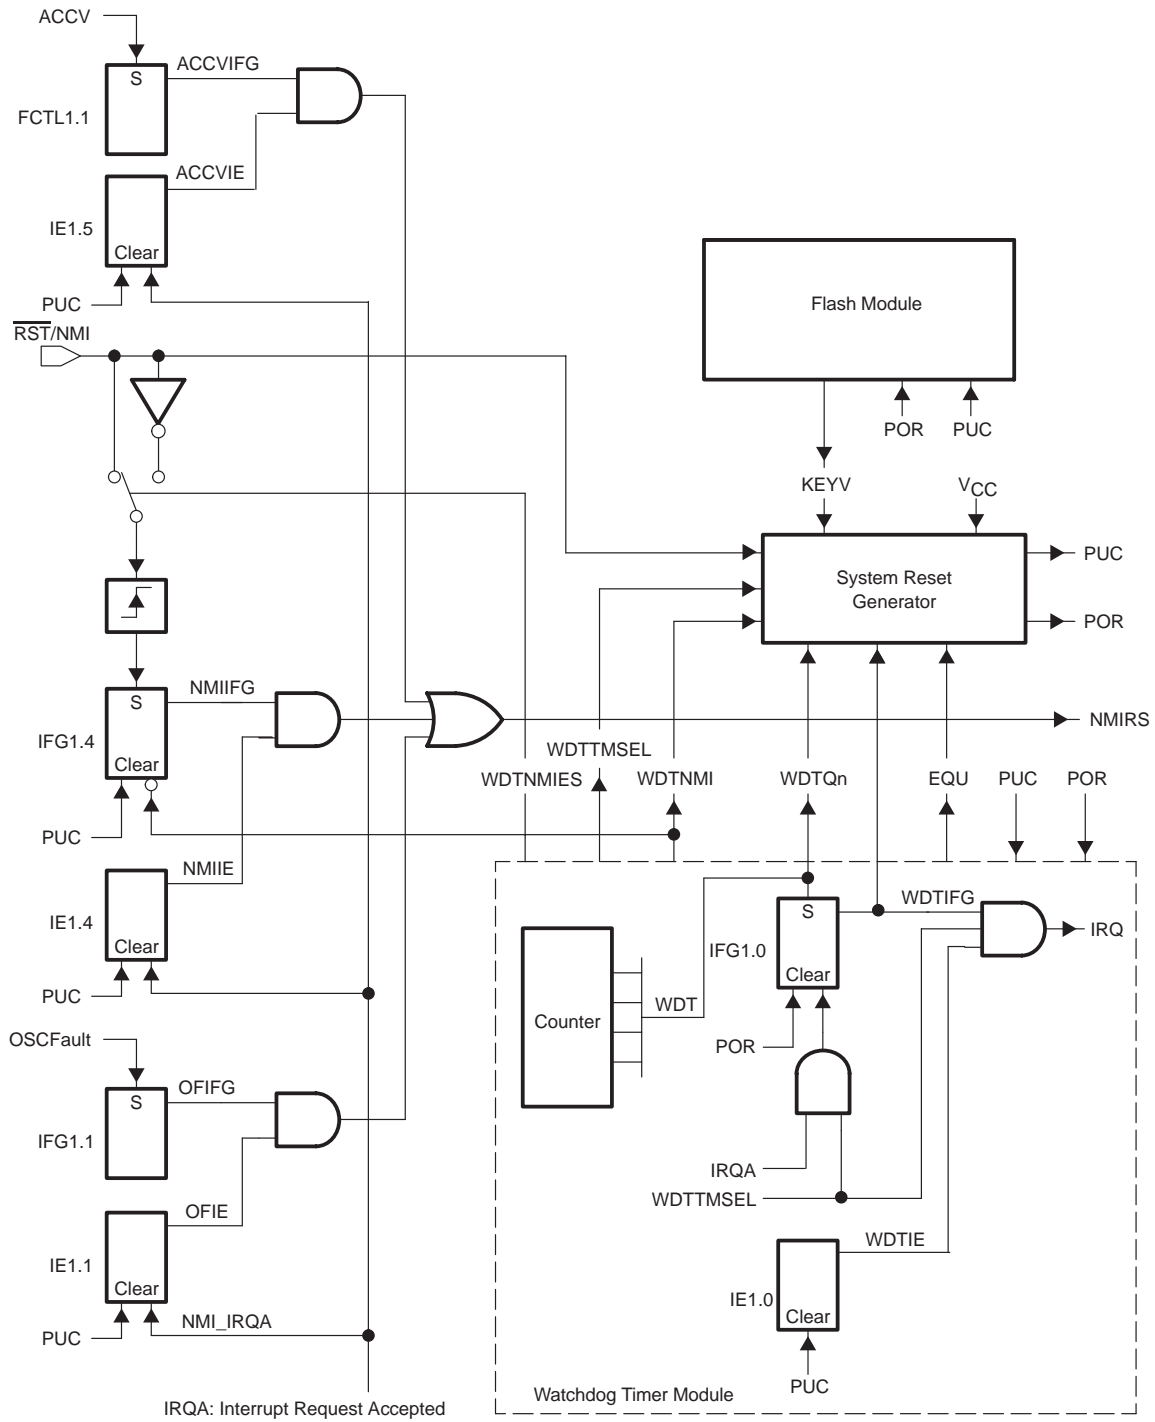 ACCV
S
ACCVIFG
FCTL1.1
ACCVIE
IE1.5
Clear
PUC
RST/NMI
Flash Module
POR
PUC
KEYV
VCC
System Reset
Generator
PUC
POR
S
NMIIFG
IFG1.4
Clear
PUC
NMIRS
WDTTMSEL
WDTNMIES
WDTNMI
WDTQn
EQU
PUC
POR
NMIIE
IE1.4
Clear
PUC
S
WDTIFG
IRQ
IFG1.0
Clear
Counter
WDT
POR
OSCFault
S
OFIFG
IFG1.1
IRQA
WDTTMSEL
OFIE
IE1.1
Clear
PUC
NMI_IRQA
WDTIE
IE1.0
Clear
PUC
Watchdog Timer Module
IRQA: Interrupt Request Accepted